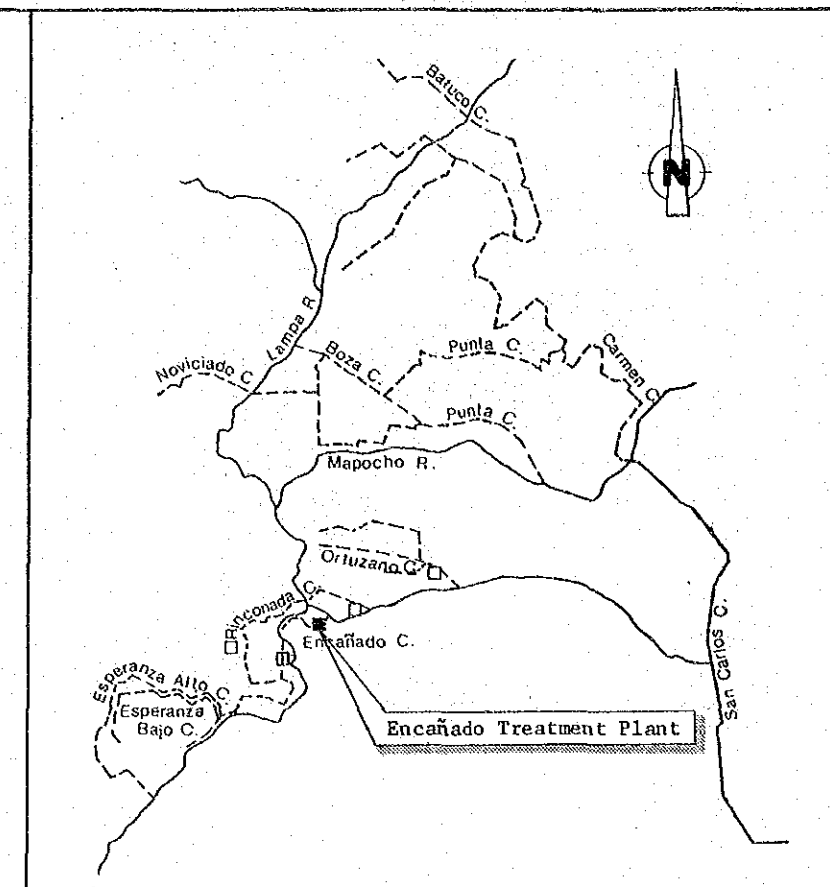 Batuco C.
N
Lampa R.
Noviciado C.
Boza C.
Punta C.
Carmen C.
Punta C.
Mapocho R.
Ortuzano C.
Rinconada C.
Encañado C.
San Carlos C.
Esperanza Alto C.
Esperanza
Bajo C.
Encañado Treatment Plant